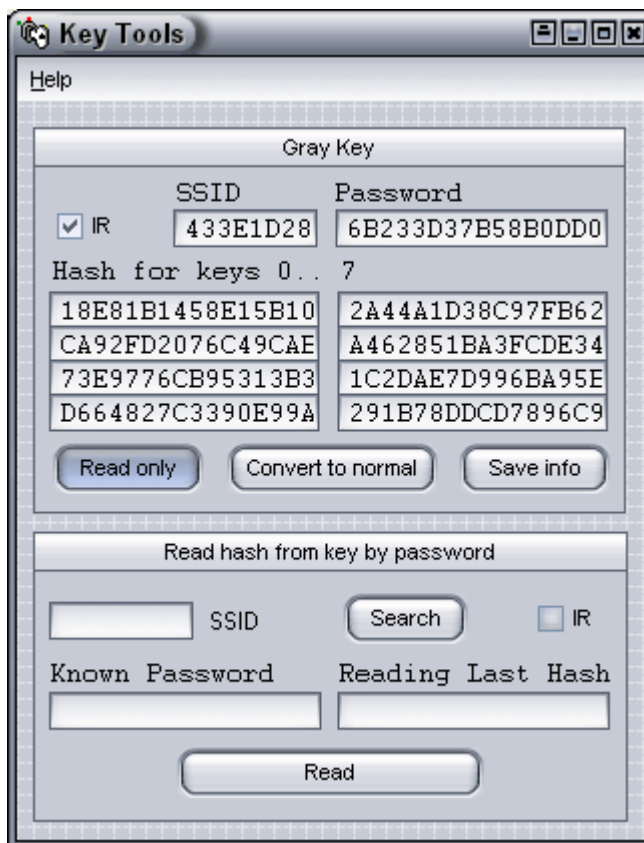 Key Tools
Help
Gray Key
SSID Password
IR 433E1D28 6B233D37B58B0DD0
Hash for keys 0.. 7
18E81B1458E15B10 2A44A1D38C97FB62
CA92FD2076C49CAE A462851BA3FCDE34
73E9776CB95313B3 1C2DAE7D996BA95E
D664827C3390E99A 291B78DDCD7896C9
Read only Convert to normal Save info
Read hash from key by password
SSID Search IR
Known Password Reading Last Hash
Read